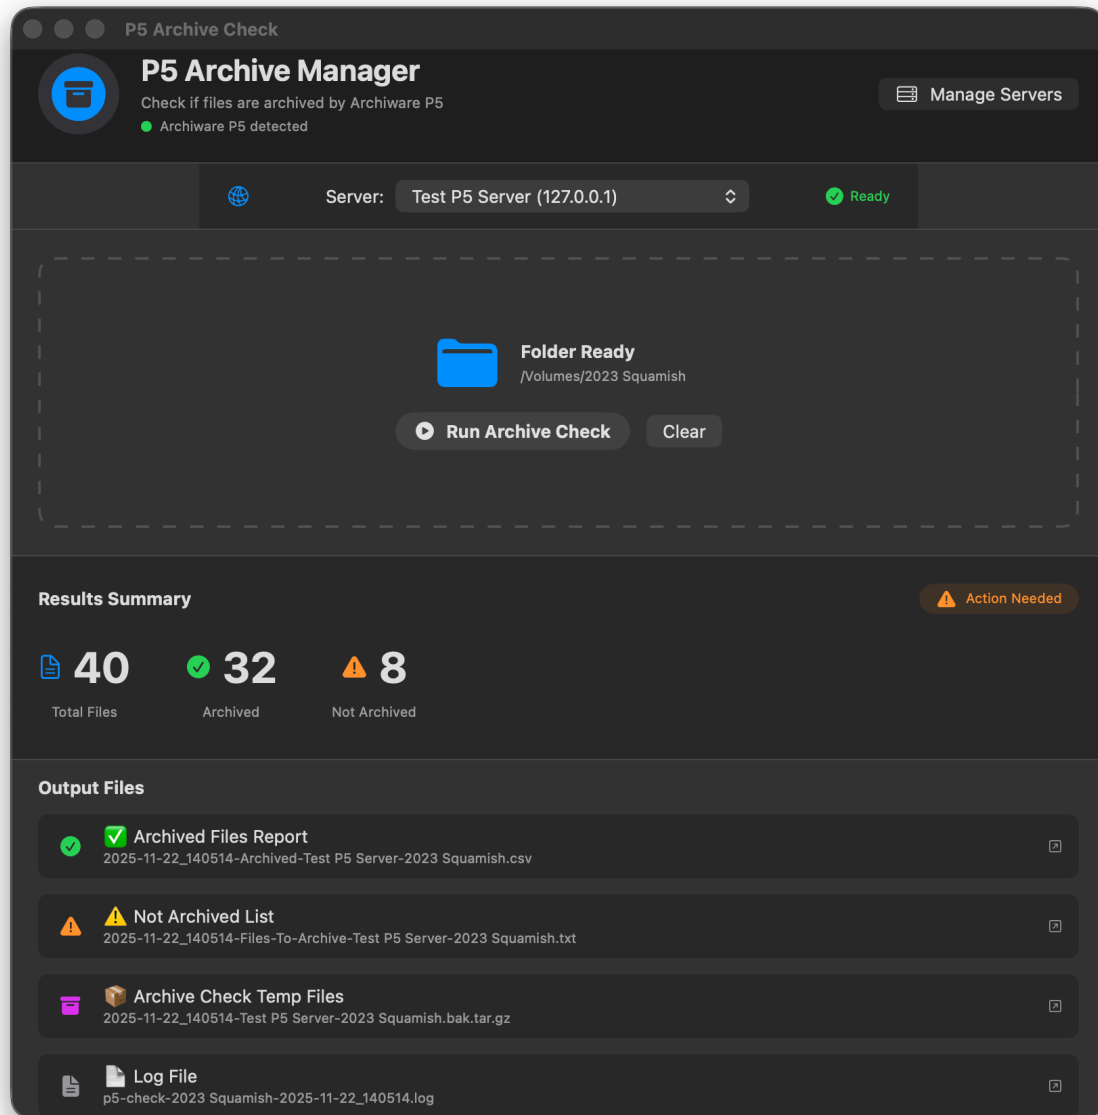 P5 Archive Check
P5 Archive Manager
Check if files are archived by Archiware P5
Archiware P5 detected
Manage Servers
Server: Test P5 Server (127.0.0.1)
Ready
Folder Ready
/Volumes/2023 Squamish
Run Archive Check
Clear
Results Summary
Action Needed
40
32
8
Total Files
Archived
Not Archived
Output Files
✅ Archived Files Report
2025-11-22_140514-Archived-Test P5 Server-2023 Squamish.csv
⚠️ Not Archived List
2025-11-22_140514-Files-To-Archive-Test P5 Server-2023 Squamish.txt
📦 Archive Check Temp Files
2025-11-22_140514-Test P5 Server-2023 Squamish.bak.tar.gz
📄 Log File
p5-check-2023 Squamish-2025-11-22_140514.log